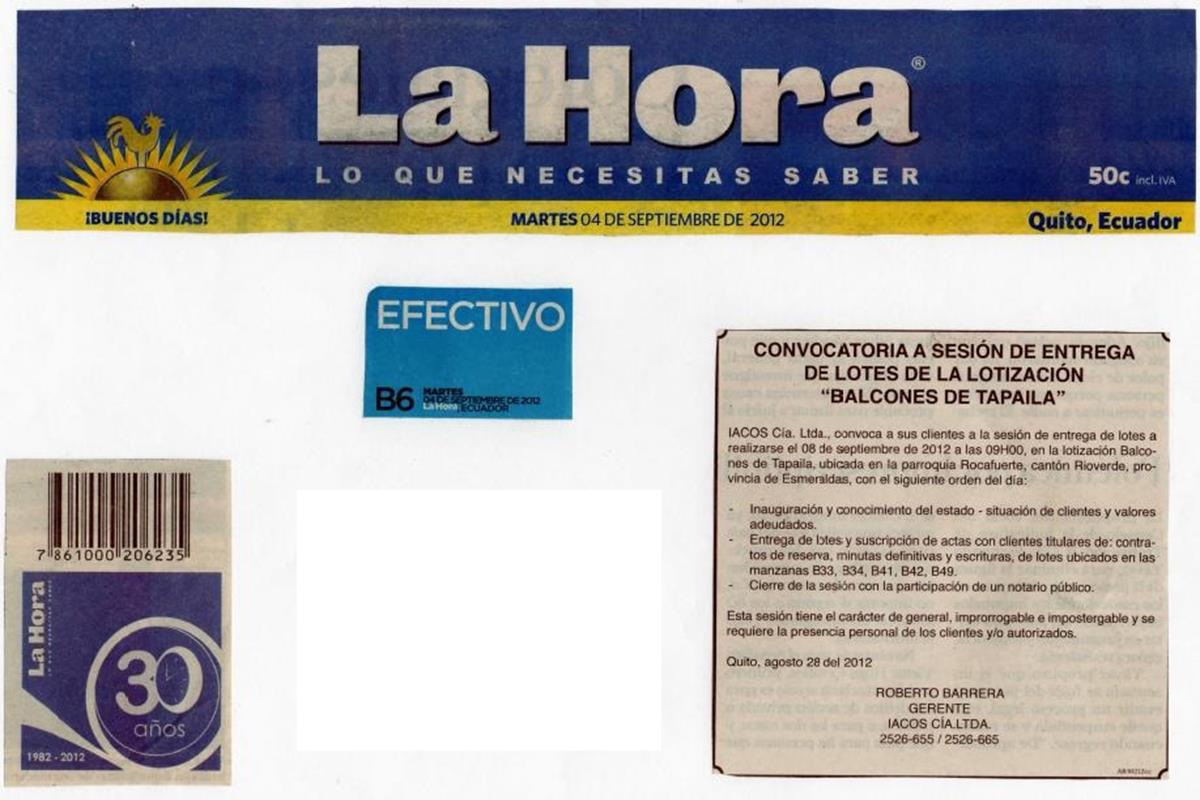 La Hora®
LO QUE NECESITAS SABER
50c incl. IVA
¡BUENOS DÍAS!
MARTES 04 DE SEPTIEMBRE DE 2012
Quito, Ecuador
EFECTIVO
B6
MARTES
04 DE SEPTIEMBRE DE 2012
La Hora ECUADOR
CONVOCATORIA A SESIÓN DE ENTREGA
DE LOTES DE LA LOTIZACIÓN
“BALCONES DE TAPAILA”
IACOS Cía. Ltda., convoca a sus clientes a la sesión de entrega de lotes a
realizarse el 08 de septiembre de 2012 a las 09H00, en la lotización Balco-
nes de Tapaila, ubicada en la parroquia Rocafuerte, cantón Rioverde, pro-
vincia de Esmeraldas, con el siguiente orden del día:
- Inauguración y conocimiento del estado - situación de clientes y valores
adeudados.
- Entrega de lotes y suscripción de actas con clientes titulares de: contra-
tos de reserva, minutas definitivas y escrituras, de lotes ubicados en las
manzanas B33, B34, B41, B42, B49.
- Cierre de la sesión con la participación de un notario público.
Esta sesión tiene el carácter de general, improrrogable e impostergable y se
requiere la presencia personal de los clientes y/o autorizados.
Quito, agosto 28 del 2012
ROBERTO BARRERA
GERENTE
IACOS CÍA.LTDA.
2526-655 / 2526-665
7 861000 206235
La Hora
LO QUE NECESITAS SABER
30
años
1982 - 2012